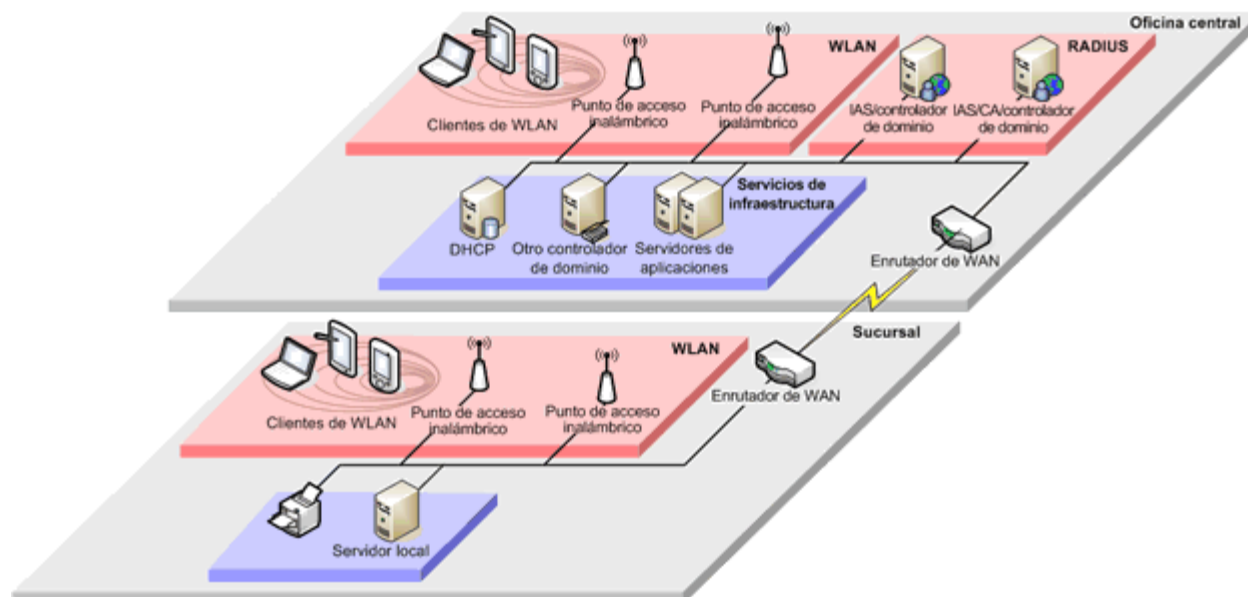 Oficina central
WLAN
RADIUS
Clientes de WLAN
Punto de acceso
inalámbrico
Punto de acceso
inalámbrico
IAS/controlador
de dominio
IAS/CA/controlador
de dominio
Servicios de
infraestructura
DHCP
Otro controlador
de dominio
Servidores de
aplicaciones
Enrutador de WAN
Sucursal
WLAN
Clientes de WLAN
Punto de acceso
inalámbrico
Punto de acceso
inalámbrico
Enrutador de WAN
Servidor local